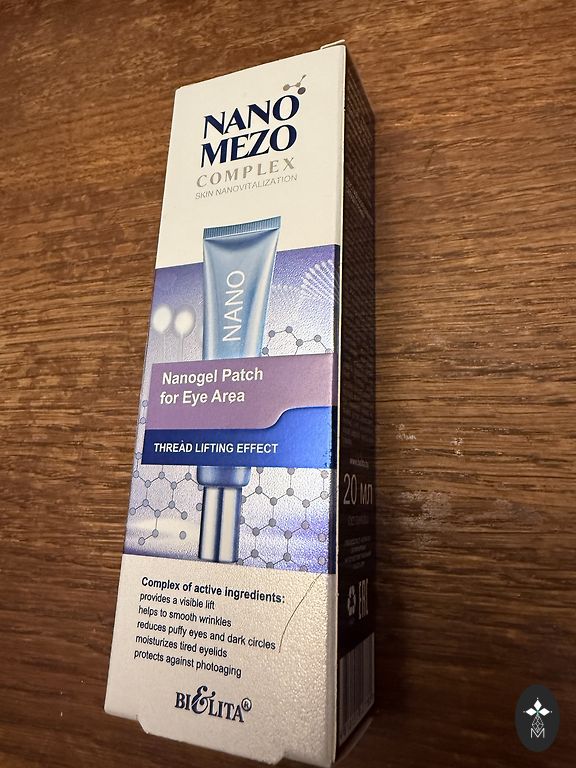 NANO
MEZO
COMPLEX
SKIN NANOVITALIZATION
NANO
Nanogel Patch
for Eye Area
THREAD LIFTING EFFECT
Complex of active ingredients:
provides a visible lift
helps to smooth wrinkles
reduces puffy eyes and dark circles
moisturizes tired eyelids
protects against photoaging
BIELITA®
20 мл
EAC